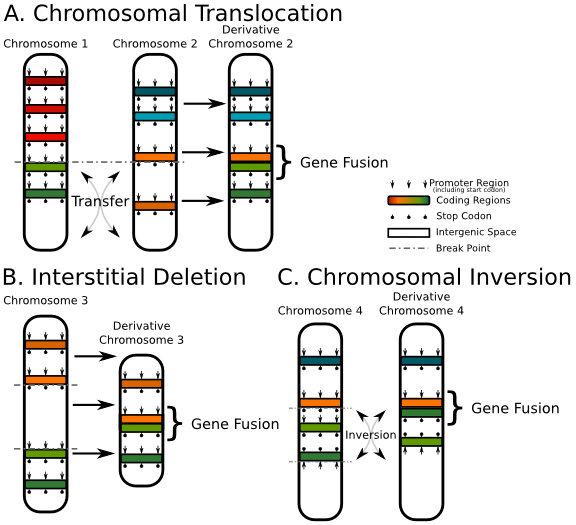 A. Chromosomal Translocation
Chromosome 1
Chromosome 2
Derivative
Chromosome 2
Gene Fusion
Transfer
Promoter Region
(including start codon)
Coding Regions
Stop Codon
Intergenic Space
Break Point
B. Interstitial Deletion
Chromosome 3
Derivative
Chromosome 3
Gene Fusion
C. Chromosomal Inversion
Chromosome 4
Derivative
Chromosome 4
Gene Fusion
Inversion